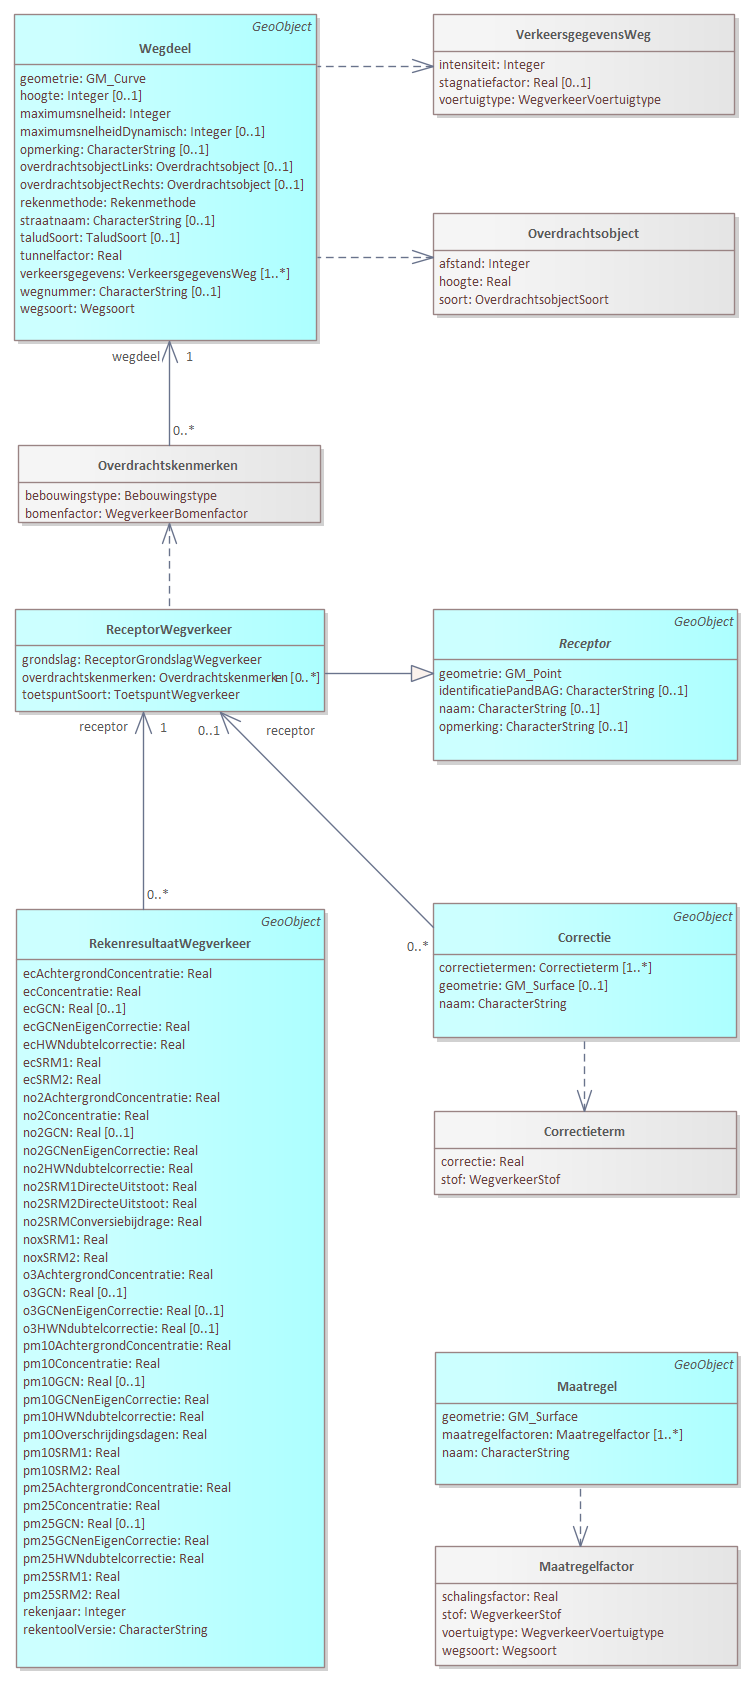 GeoObject
Wegdeel
geometrie: GM_Curve
hoogte: Integer [0..1]
maximumsnelheid: Integer
maximumsnelheidDynamisch: Integer [0..1]
opmerking: CharacterString [0..1]
overdrachtsobjectLinks: Overdrachtsobject [0..1]
overdrachtsobjectRechts: Overdrachtsobject [0..1]
rekenmethode: Rekenmethode
straatnaam: CharacterString [0..1]
taludSoort: TaludSoort [0..1]
tunnelfactor: Real
verkeersgegevens: VerkeersgegevensWeg [1..*]
wegnummer: CharacterString [0..1]
wegsoort: Wegsoort
VerkeersgegevensWeg
intensiteit: Integer
stagnatiefactor: Real [0..1]
voertuigtype: WegverkeerVoertuigtype
Overdrachtsobject
afstand: Integer
hoogte: Real
soort: OverdrachtsobjectSoort
wegdeel 1
0..*
Overdrachtskenmerken
bebouwingstype: Bebouwingstype
bomenfactor: WegverkeerBomenfactor
ReceptorWegverkeer
grondslag: ReceptorGrondslagWegverkeer
overdrachtskenmerken: Overdrachtskenmerken [0..*]
toetspuntSoort: ToetspuntWegverkeer
GeoObject
Receptor
geometrie: GM_Point
identificatiePandBAG: CharacterString [0..1]
naam: CharacterString [0..1]
opmerking: CharacterString [0..1]
receptor 1
0..1 receptor
0..*
0..*
GeoObject
RekenresultaatWegverkeer
ecAchtergrondConcentratie: Real
ecConcentratie: Real
ecGCN: Real [0..1]
ecGCNenEigenCorrectie: Real
ecHWNdubtelcorrectie: Real
ecSRM1: Real
ecSRM2: Real
no2AchtergrondConcentratie: Real
no2Concentratie: Real
no2GCN: Real [0..1]
no2GCNenEigenCorrectie: Real
no2HWNdubtelcorrectie: Real
no2SRM1DirecteUitstoot: Real
no2SRM2DirecteUitstoot: Real
no2SRMConversiebijdrage: Real
noxSRM1: Real
noxSRM2: Real
o3AchtergrondConcentratie: Real
o3GCN: Real [0..1]
o3GCNenEigenCorrectie: Real [0..1]
o3HWNdubtelcorrectie: Real [0..1]
pm10AchtergrondConcentratie: Real
pm10Concentratie: Real
pm10GCN: Real [0..1]
pm10GCNenEigenCorrectie: Real
pm10HWNdubtelcorrectie: Real
pm10Overschrijdingsdagen: Real
pm10SRM1: Real
pm10SRM2: Real
pm25AchtergrondConcentratie: Real
pm25Concentratie: Real
pm25GCN: Real [0..1]
pm25GCNenEigenCorrectie: Real
pm25HWNdubtelcorrectie: Real
pm25SRM1: Real
pm25SRM2: Real
rekenjaar: Integer
rekentoolVersie: CharacterString
GeoObject
Correctie
correctietermen: Correctieterm [1..*]
geometrie: GM_Surface [0..1]
naam: CharacterString
Correctieterm
correctie: Real
stof: WegverkeerStof
GeoObject
Maatregel
geometrie: GM_Surface
maatregelfactoren: Maatregelfactor [1..*]
naam: CharacterString
Maatregelfactor
schalingsfactor: Real
stof: WegverkeerStof
voertuigtype: WegverkeerVoertuigtype
wegsoort: Wegsoort